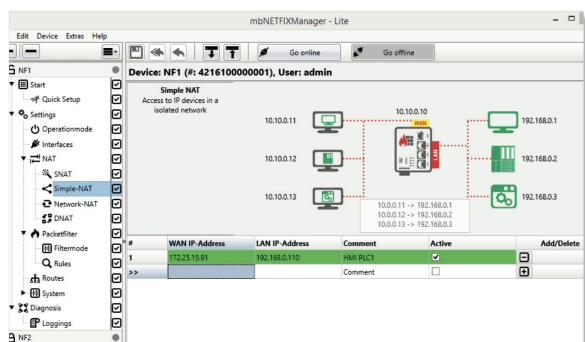 mbNETFIXManager - Lite
Edit Device Extras Help
Go online
Go offline
NF1
Start
Quick Setup
Settings
Operationmode
Interfaces
NAT
SNAT
Simple-NAT
Network-NAT
DNAT
Packetfilter
Filtermode
Rules
Routes
System
Diagnosis
Loggings
NF2
Device: NF1 (#: 4216100000001), User: admin
Simple NAT
Access to IP devices in a
isolated network
10.10.0.11
10.10.0.12
10.10.0.13
10.10.0.10
WAN
LAN
192.168.0.1
192.168.0.2
192.168.0.3
10.0.0.11 -> 192.168.0.1
10.0.0.12 -> 192.168.0.2
10.0.0.13 -> 192.168.0.3
# WAN IP-Address LAN IP-Address Comment Active Add/Delete
1 172.25.15.91 192.168.0.110 HMI PLC1
>> Comment